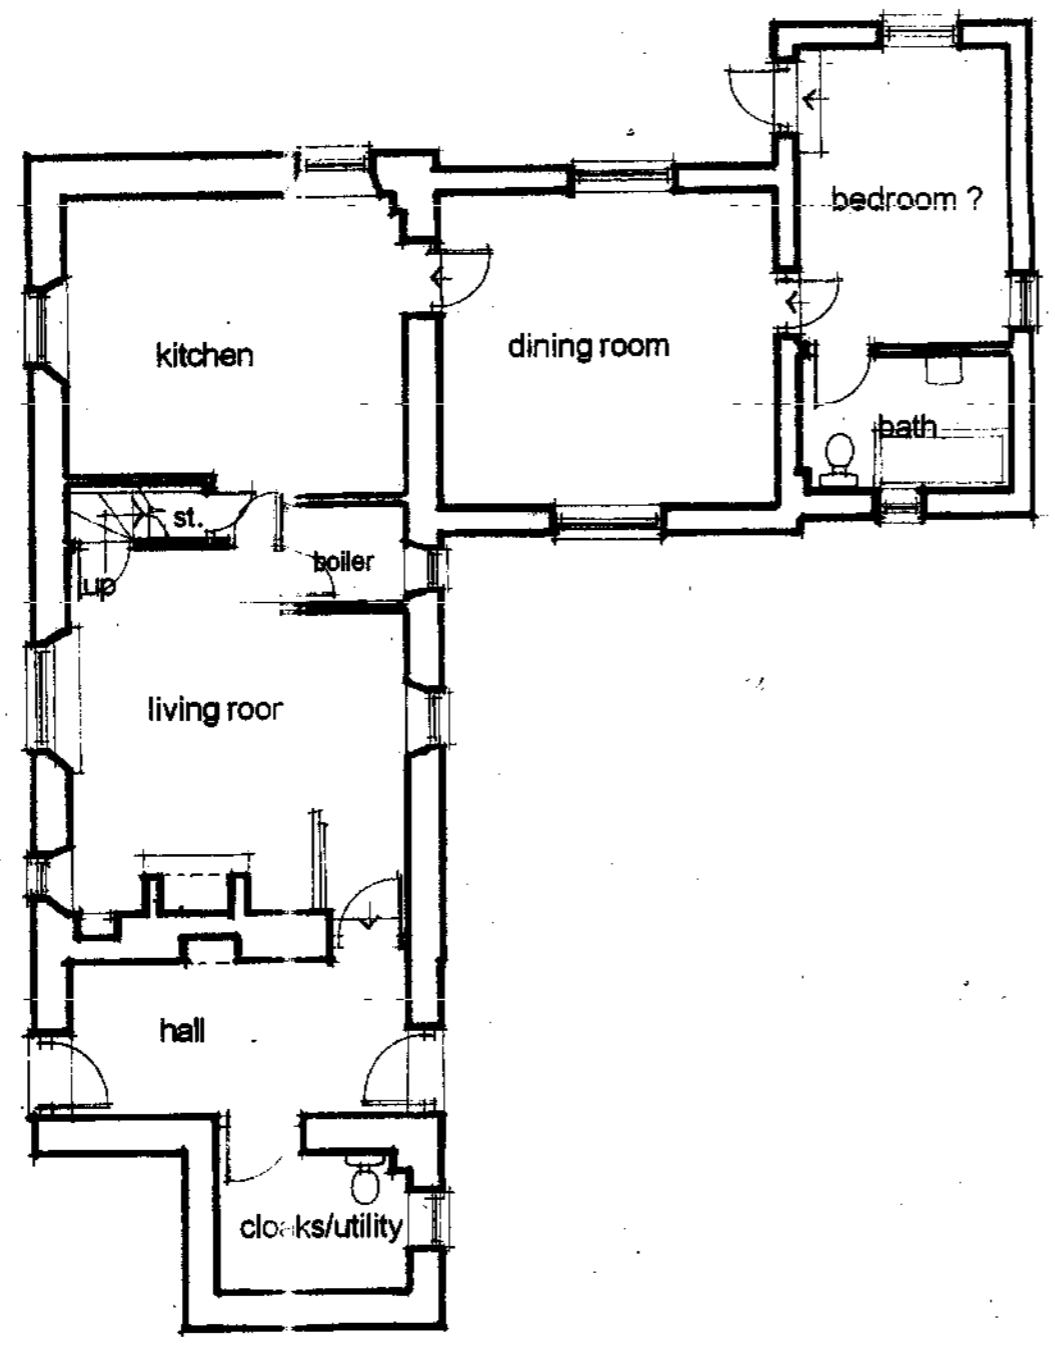 bedroom ?
kitchen
dining room
bath
st.
boiler
up
living roor
hall
cloaks/utility